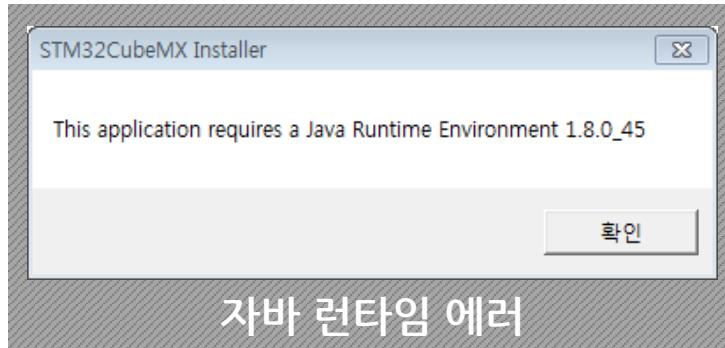 STM32CubeMX Installer
This application requires a Java Runtime Environment 1.8.0_45
확인
자바 런타임 에러